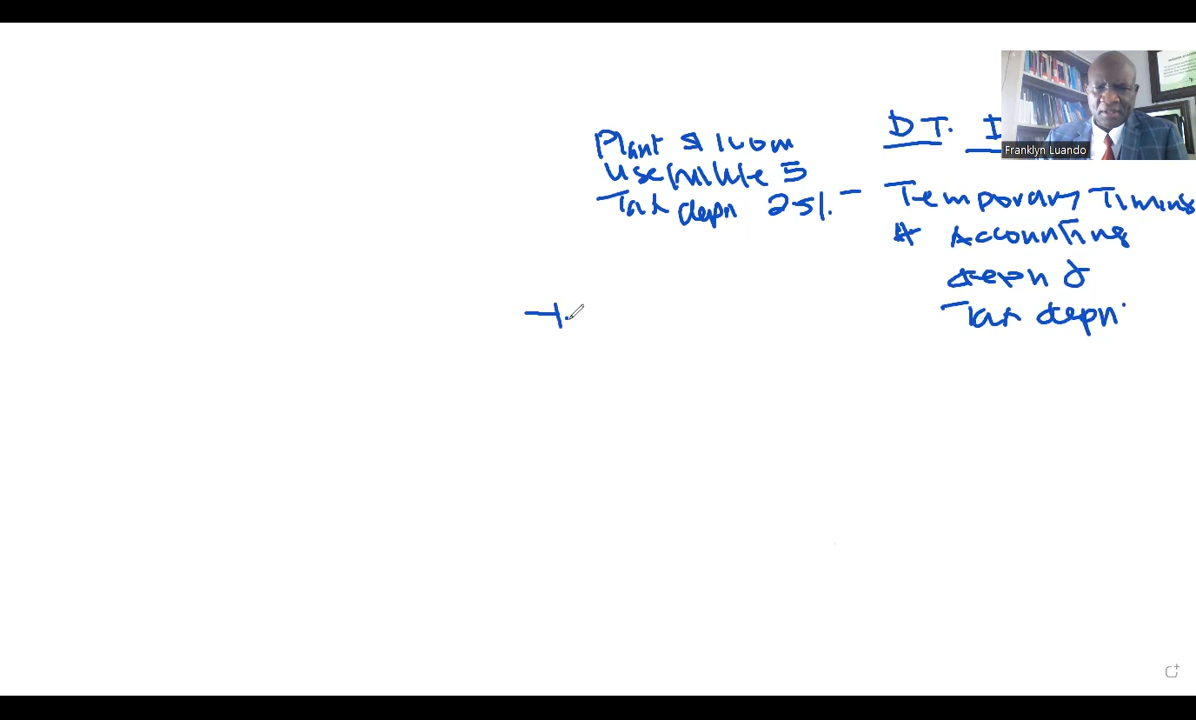 Plant $100m
Useful life 5
Tax depn 25%
DT.
- Temporary Timing
* Accounting
depn &
Tax depn.
Franklyn Luando